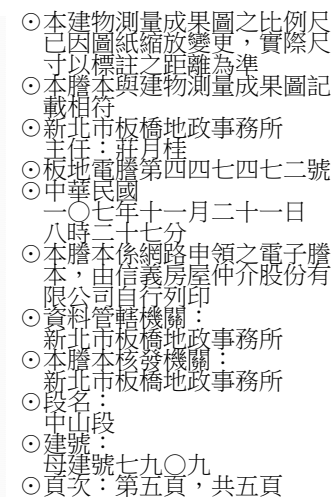 ⊙本建物測量成果圖之比例尺
已因圖紙縮放變更，實際尺
寸以標註之距離為準
⊙本謄本與建物測量成果圖記
載相符
⊙新北市板橋地政事務所
主任：莊月桂
⊙板地電謄第四四七四七二號
⊙中華民國
一○七年十一月二十一日
八時二十七分
⊙本謄本係網路申領之電子謄
本，由信義房屋仲介股份有
限公司自行列印
⊙資料管轄機關：
新北市板橋地政事務所
⊙本謄本核發機關：
新北市板橋地政事務所
⊙段名：
中山段
⊙建號：
母建號七九○九
⊙頁次：第五頁，共五頁